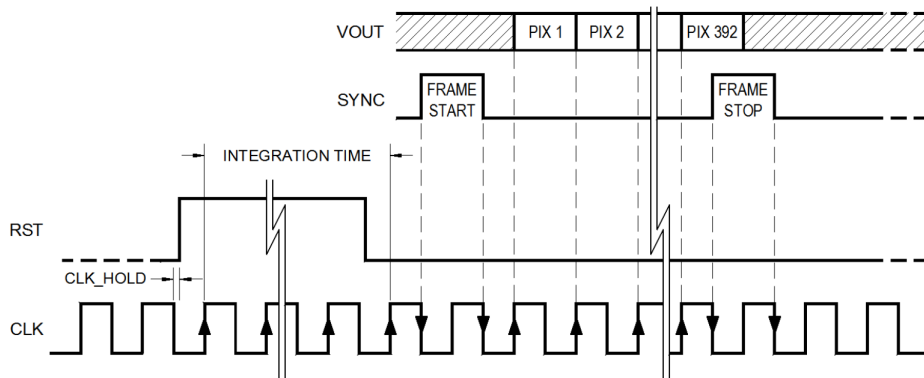 VOUT
PIX 1
PIX 2
PIX 392
SYNC
FRAME
START
FRAME
STOP
INTEGRATION TIME
RST
CLK_HOLD
CLK